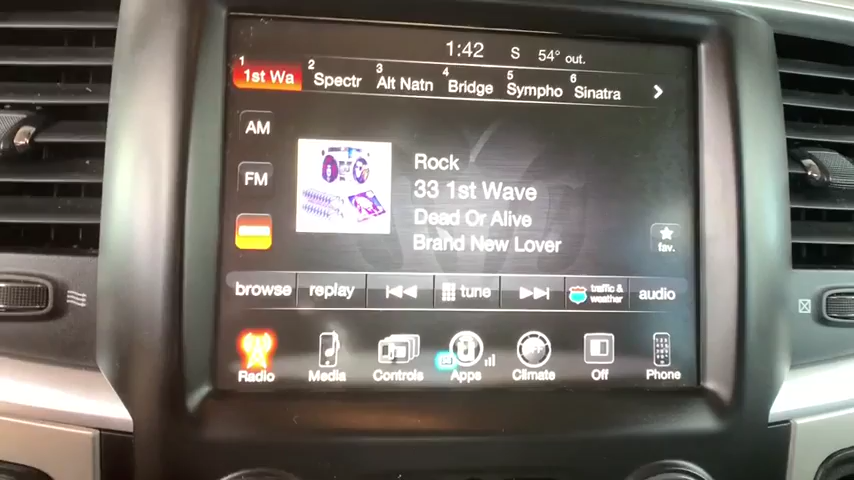 1:42 S 54° out.
1 1st Wa 2 Spectr 3 Alt Natn 4 Bridge 5 Sympho 6 Sinatra
AM
FM
Rock
33 1st Wave
Dead Or Alive
Brand New Lover
fav.
browse replay tune traffic & weather audio
Radio Media Controls Apps Climate Off Phone